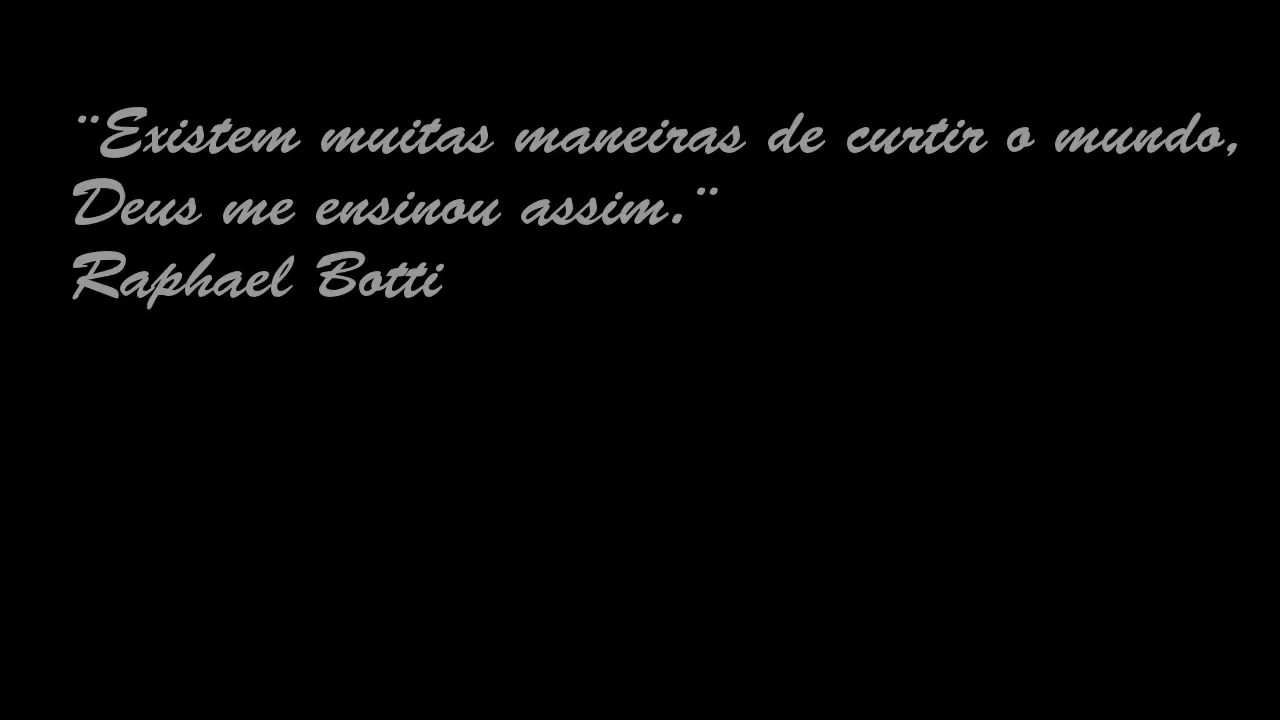 ¨Existem muitas maneiras de curtir o mundo,
Deus me ensinou assim.¨
Raphael Botti